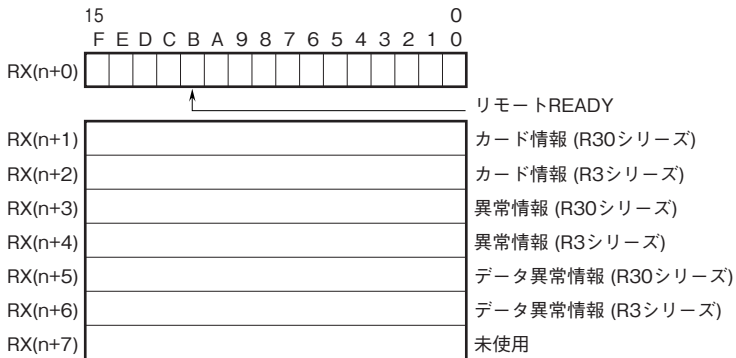 15 0
F E D C B A 9 8 7 6 5 4 3 2 1 0
RX(n+0)
リモートREADY
RX(n+1) カード情報 (R30シリーズ)
RX(n+2) カード情報 (R3シリーズ)
RX(n+3) 異常情報 (R30シリーズ)
RX(n+4) 異常情報 (R3シリーズ)
RX(n+5) データ異常情報 (R30シリーズ)
RX(n+6) データ異常情報 (R3シリーズ)
RX(n+7) 未使用